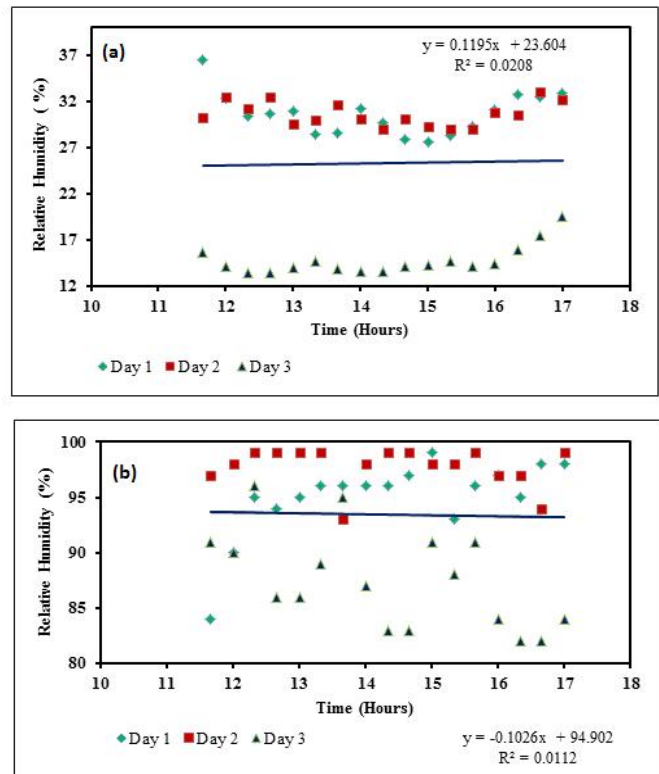 (a)
y = 0.1195x + 23.604
R² = 0.0208
Relative Humidity ( %)
37
32
27
22
17
12
10 11 12 13 14 15 16 17 18
Time (Hours)
Day 1 Day 2 Day 3
(b)
Relative Humidity (%)
100
95
90
85
80
10 11 12 13 14 15 16 17 18
Time (Hours)
Day 1 Day 2 Day 3
y = -0.1026x + 94.902
R² = 0.0112